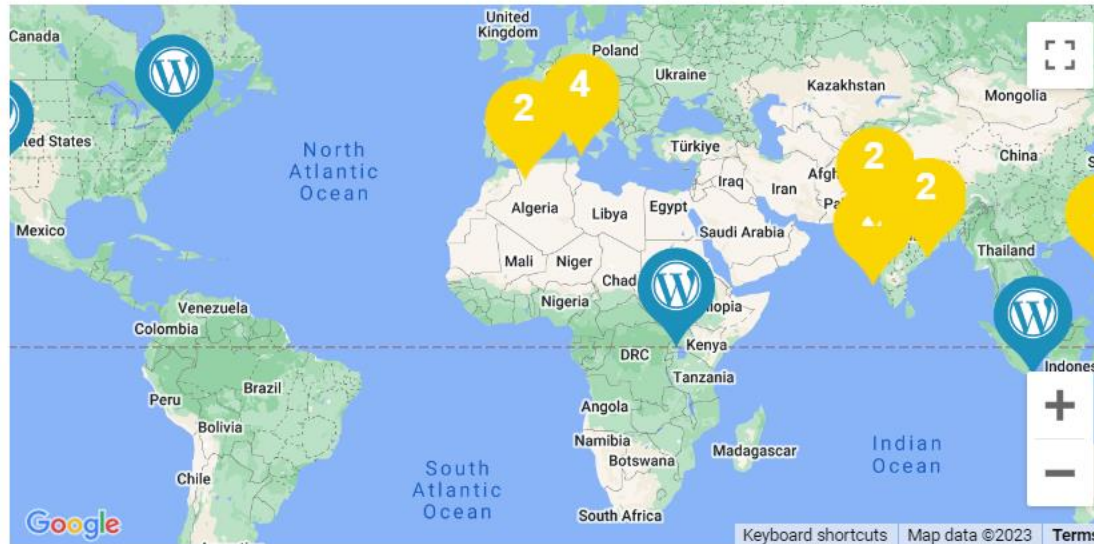 United
Kingdom
Canada
Poland
4
Ukraine
Kazakhstan
Mongolia
2
ted States
North
Atlantic
Ocean
Türkiye
China
2
2
Iraq
Iran
Algeria
Libya
Egypt
Saudi Arabia
Mexico
Mali
Niger
Chad
Thailand
Nigeria
Venezuela
Colombia
Kenya
DRC
Indones
Tanzania
Brazil
Peru
Angola
Bolivia
Namibia
Botswana
Madagascar
Indian
Ocean
South
Atlantic
Ocean
Chile
South Africa
Google
Keyboard shortcuts
Map data ©2023
Terms